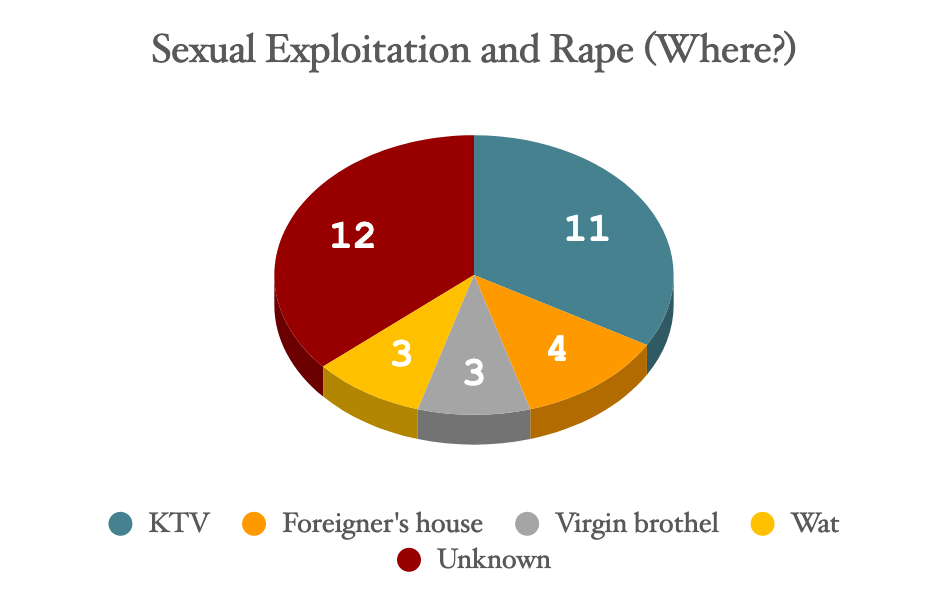 Sexual Exploitation and Rape (Where?)
12
11
3
3
4
KTV
Foreigner's house
Virgin brothel
Wat
Unknown